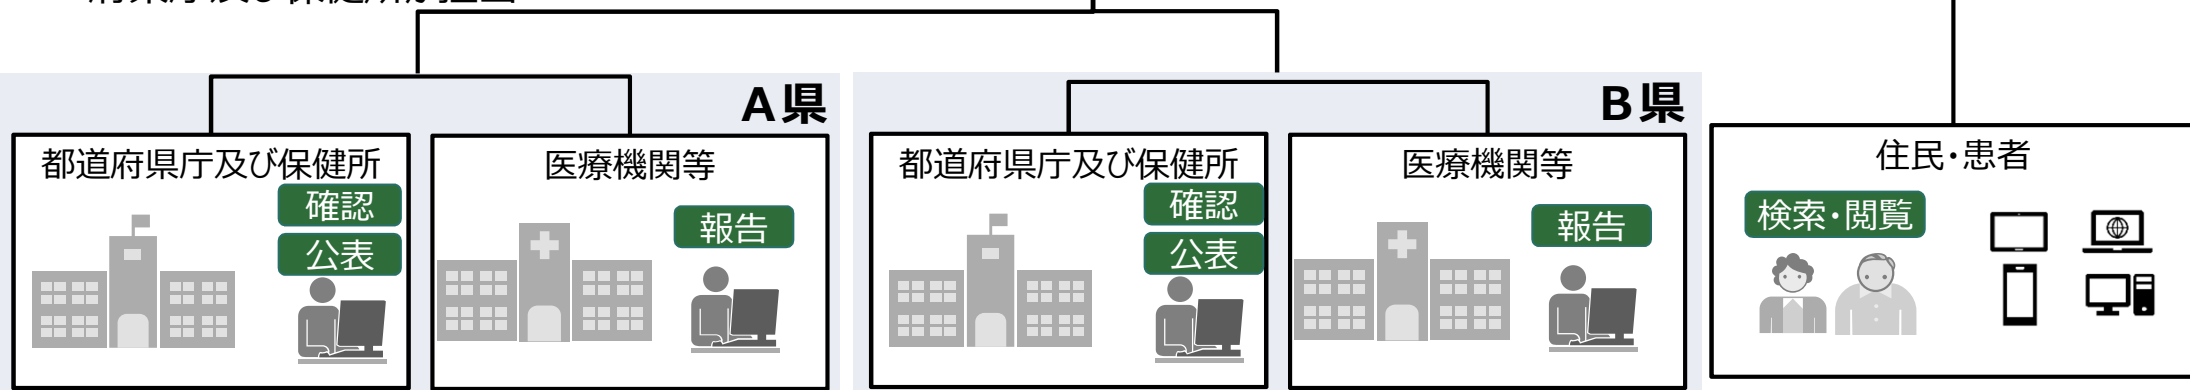 A県
都道府県庁及び保健所
確認
公表
医療機関等
報告
B県
都道府県庁及び保健所
確認
公表
医療機関等
報告
住民・患者
検索・閲覧